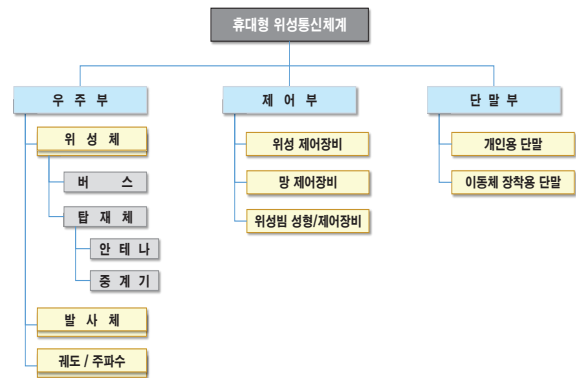 휴대형 위성통신체계
우 주 부
제 어 부
단 말 부
위 성 체
버 스
탑 재 체
안 테 나
중 계 기
발 사 체
궤도 / 주파수
위성 제어장비
망 제어장비
위성빔 성형/제어장비
개인용 단말
이동체 장착용 단말